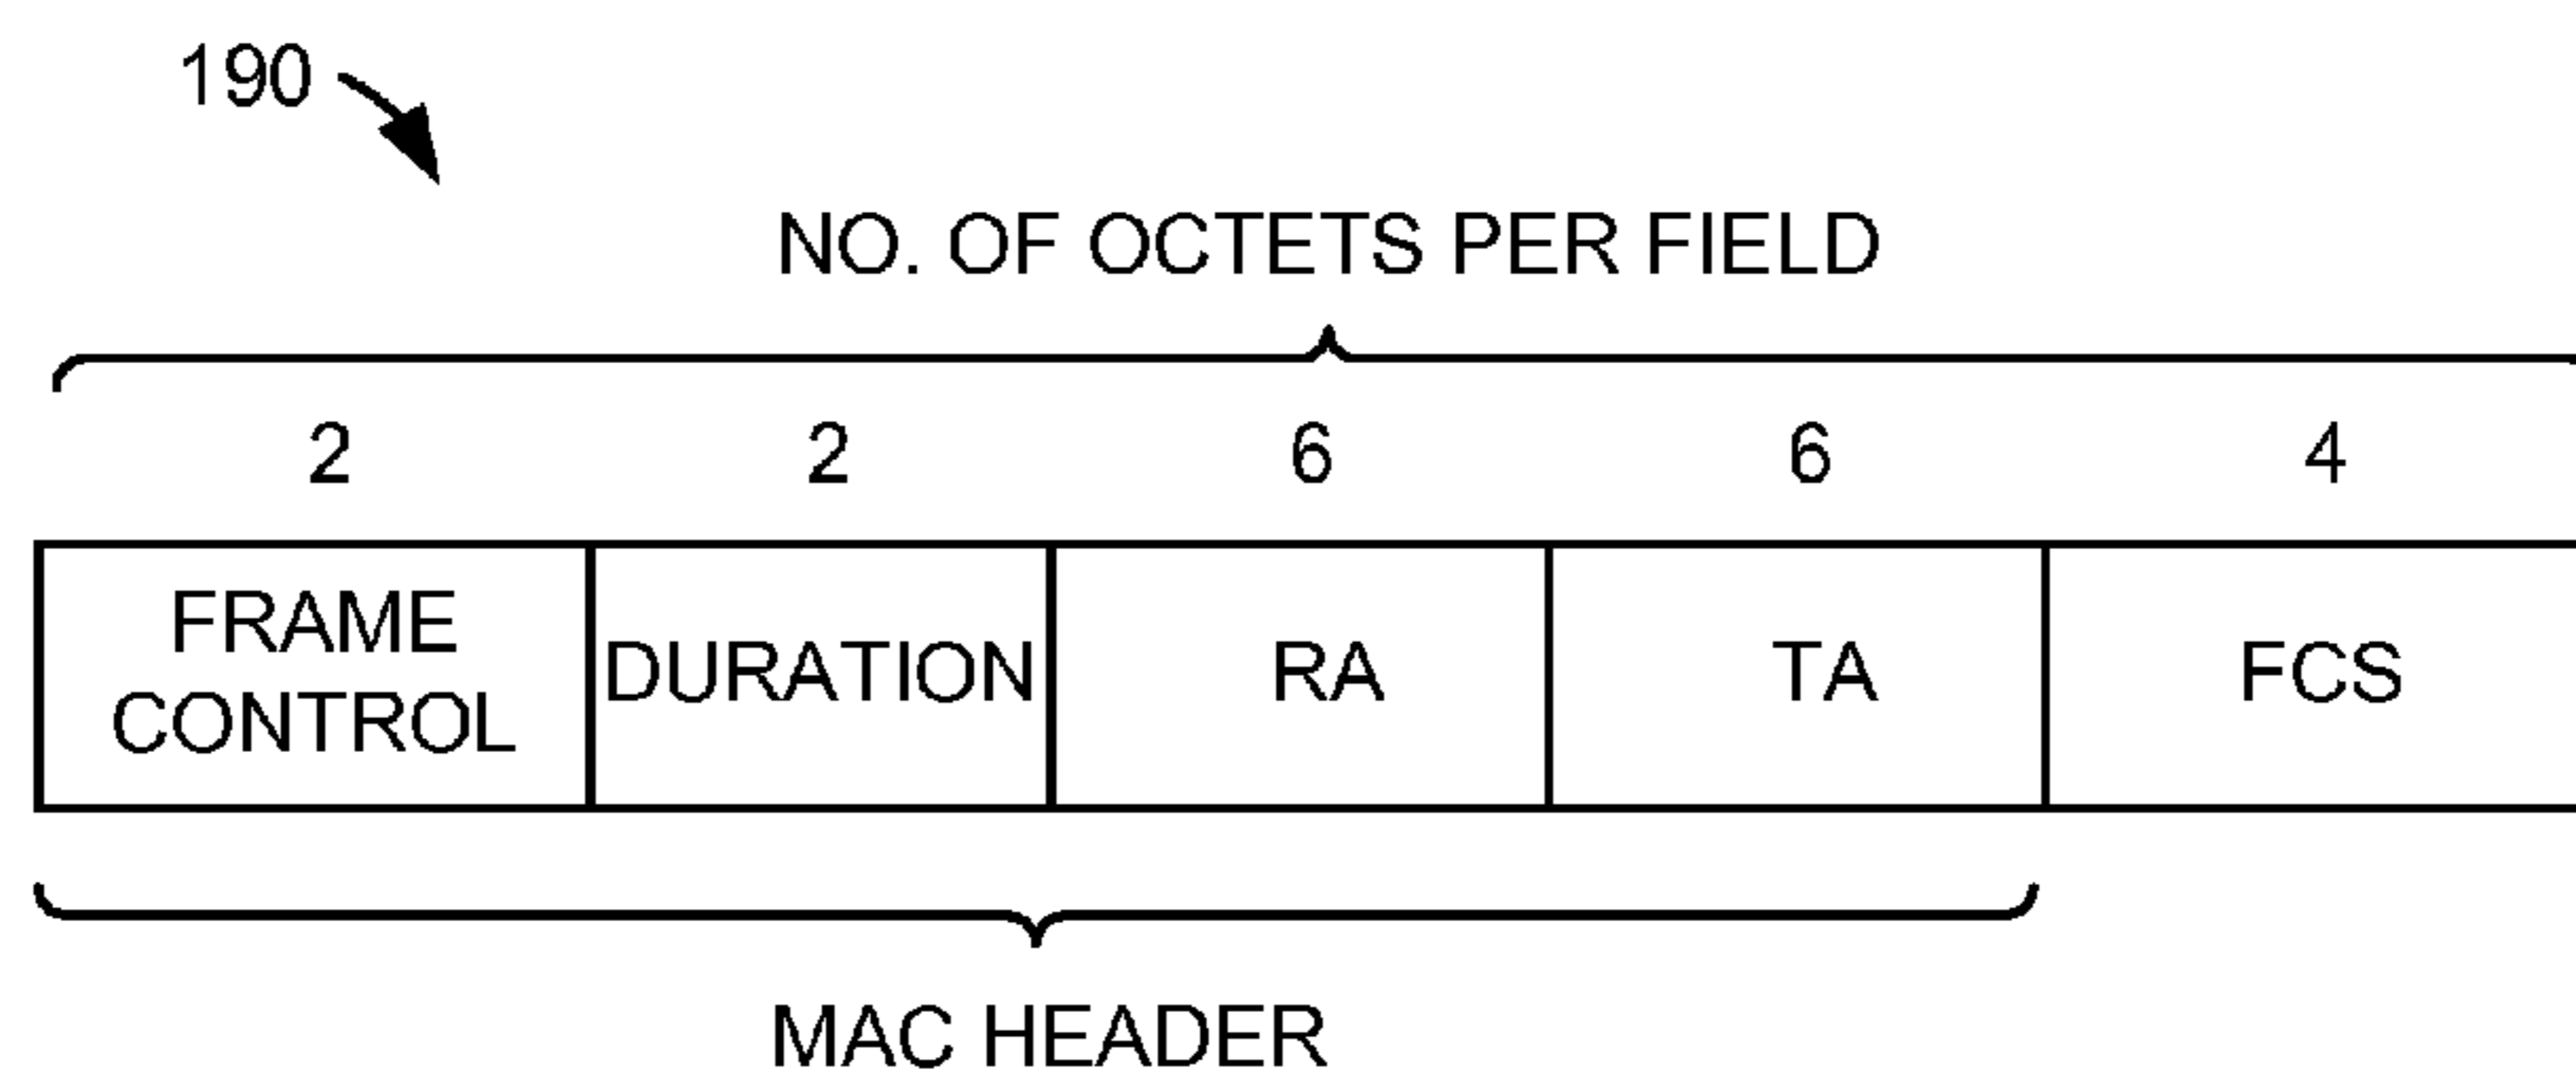 190
NO. OF OCTETS PER FIELD
2 2 6 6 4
FRAME
CONTROL
DURATION
RA
TA
FCS
MAC HEADER